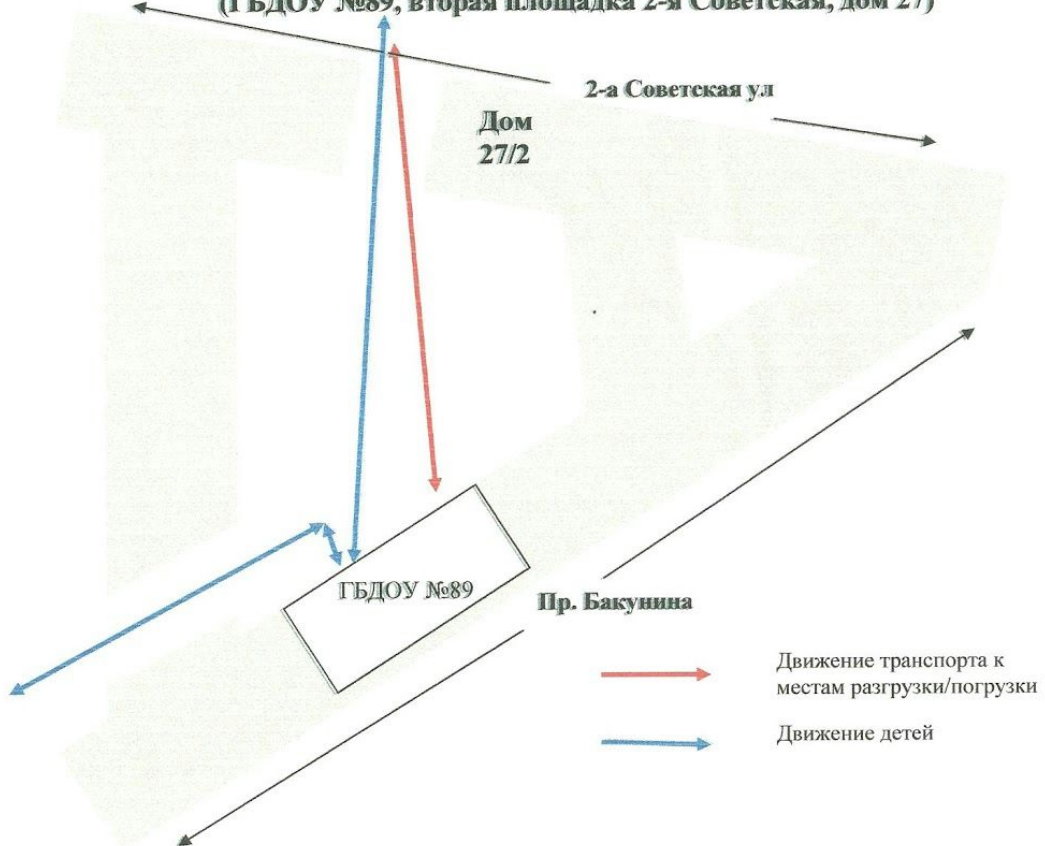 (ГБДОУ №89, вторая площадка 2-я Советская, дом 27)
2-а Советская ул
Дом
27/2
ГБДОУ №89
Пр. Бакунина
Движение транспорта к
местам разгрузки/погрузки
Движение детей